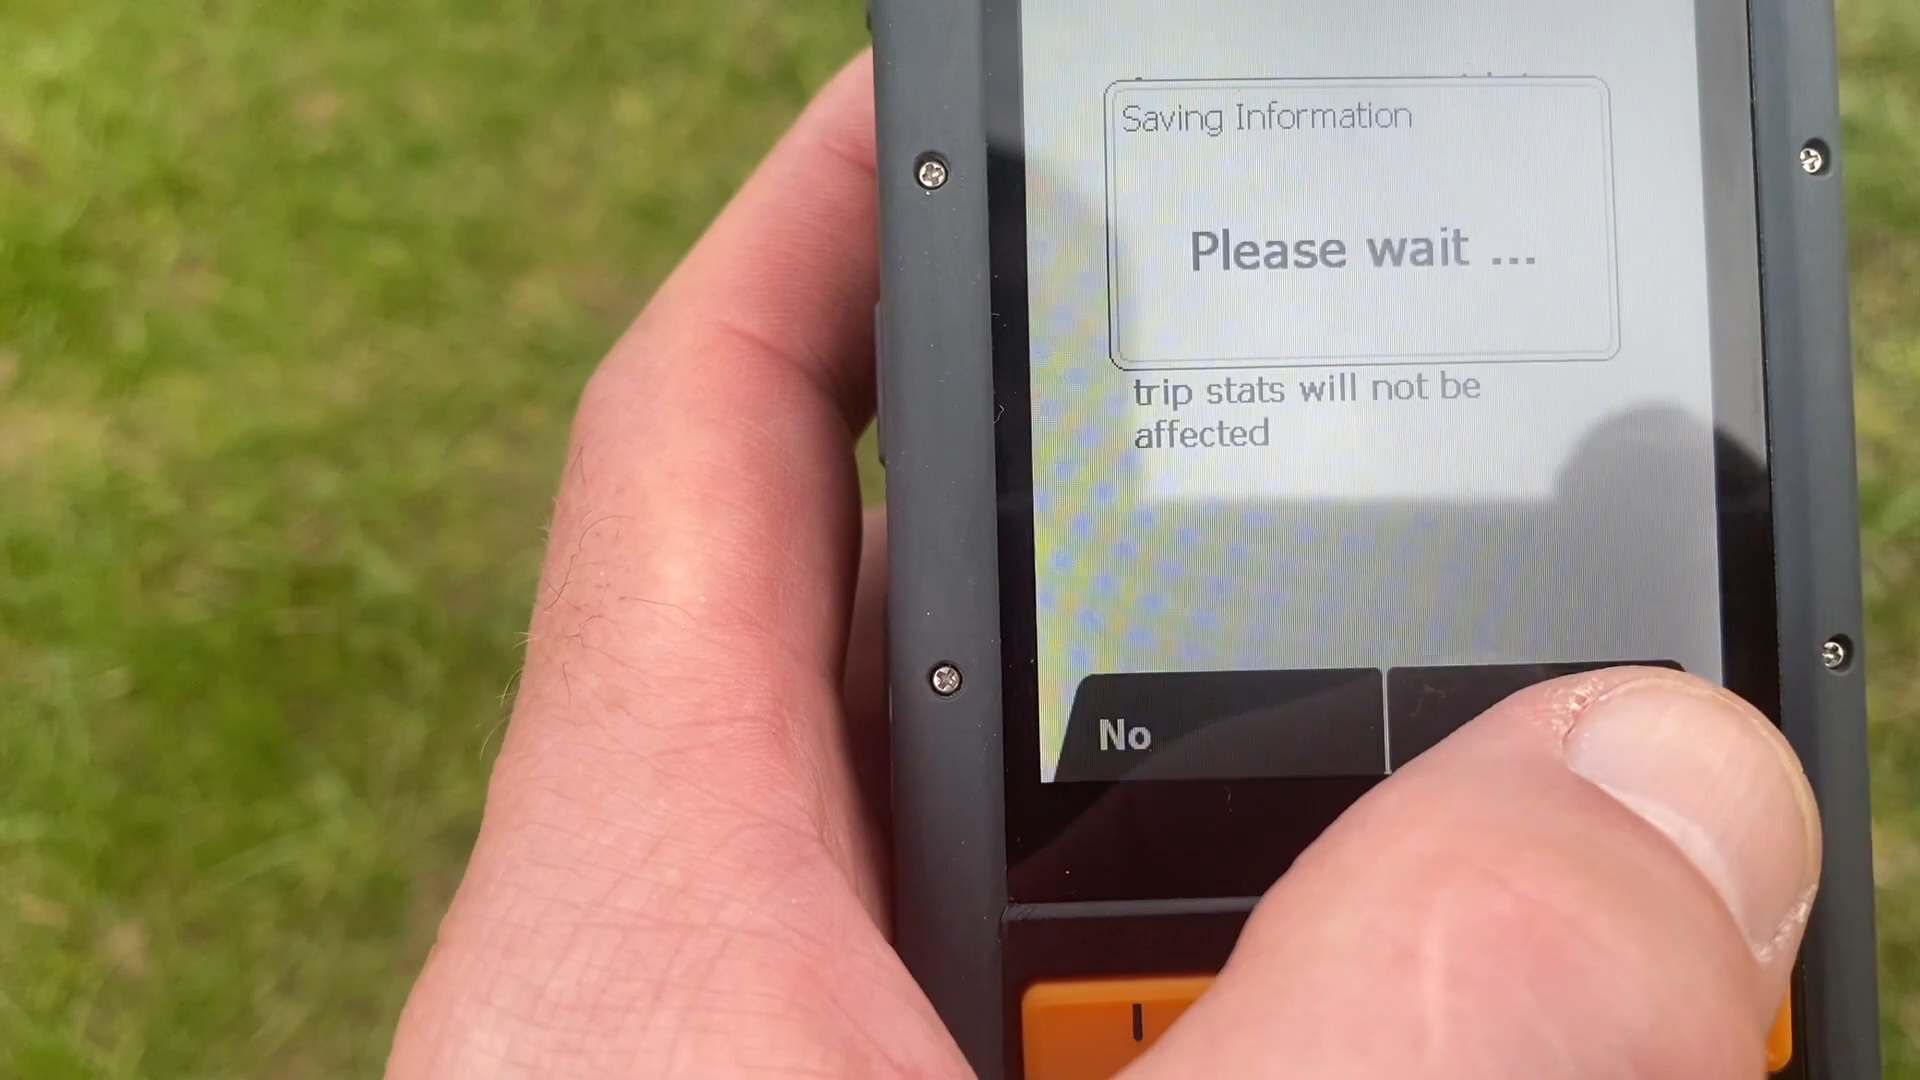 Saving Information
Please wait ...
trip stats will not be
affected
No